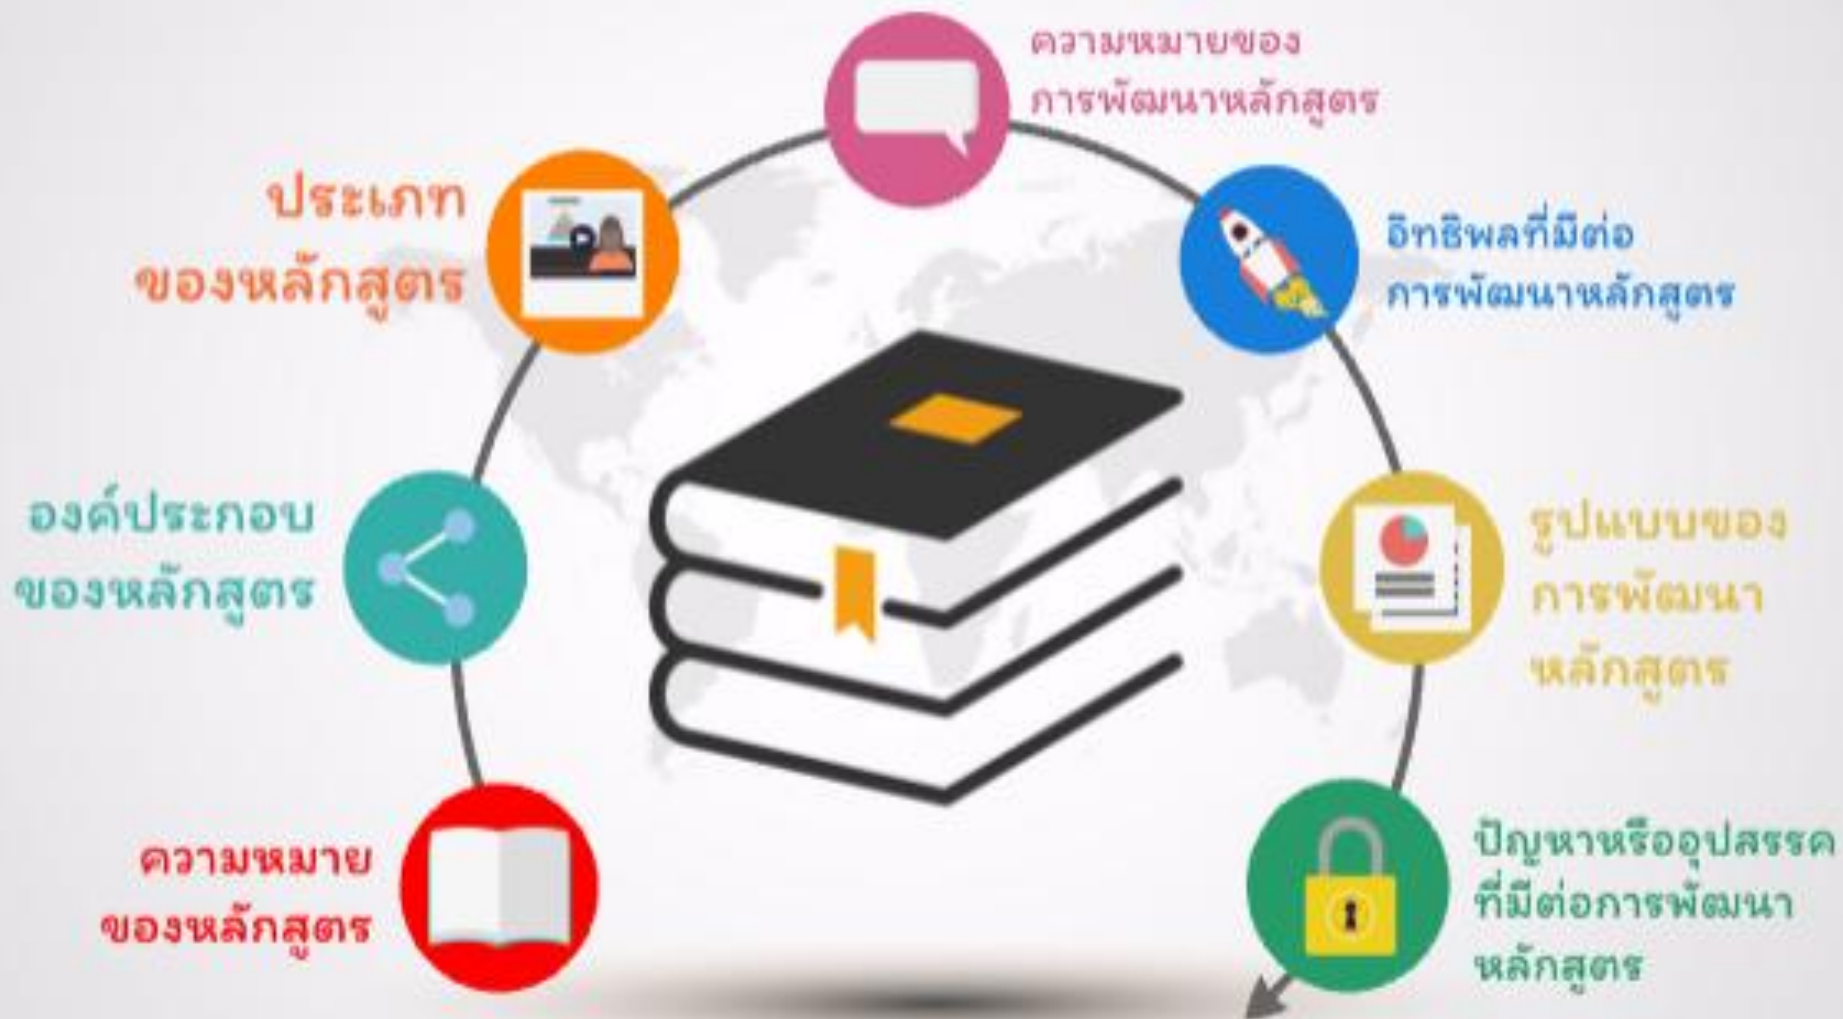 ความหมาย
ของหลักสูตร
องค์ประกอบ
ของหลักสูตร
ประเภท
ของหลักสูตร
ความหมายของ
การพัฒนาหลักสูตร
อิทธิพลที่มีต่อ
การพัฒนาหลักสูตร
รูปแบบของ
การพัฒนา
หลักสูตร
ปัญหาหรืออุปสรรค
ที่มีต่อการพัฒนา
หลักสูตร